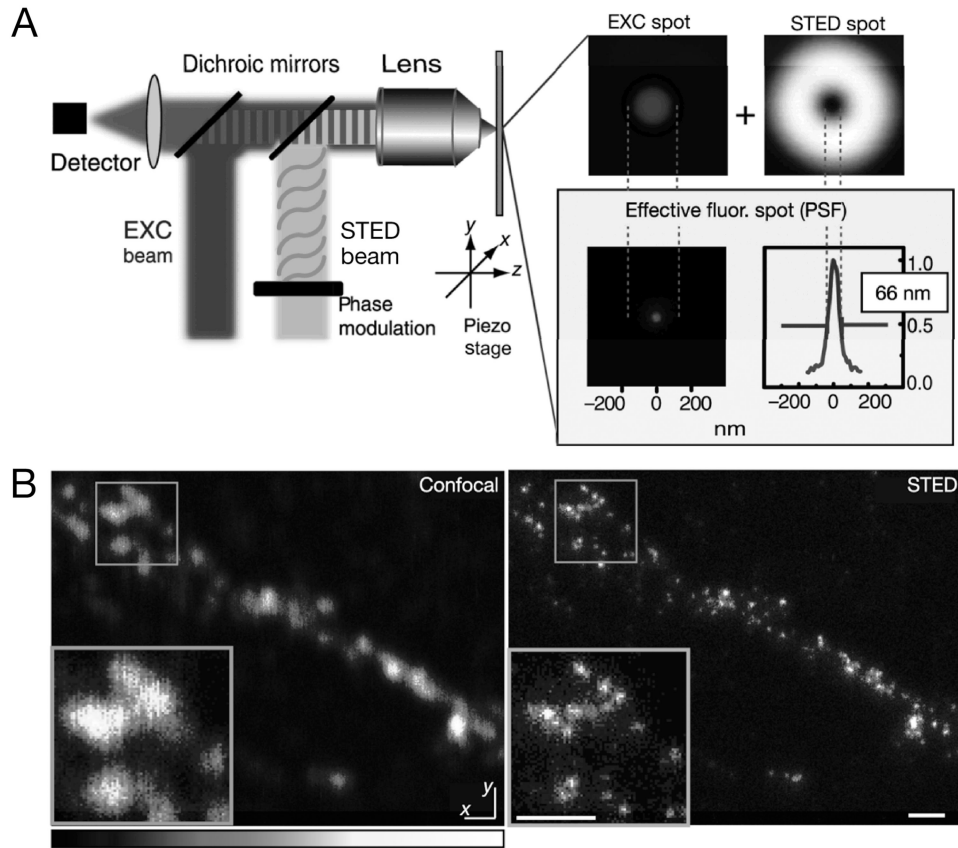 A
EXC spot
STED spot
Dichroic mirrors
Lens
+
Detector
EXC
beam
STED
beam
Phase
modulation
y
x
z
Piezo
stage
Effective fluor. spot (PSF)
1.0
66 nm
0.5
0.0
−200 0 200
−200 0 200
nm
B
Confocal
STED
y
x